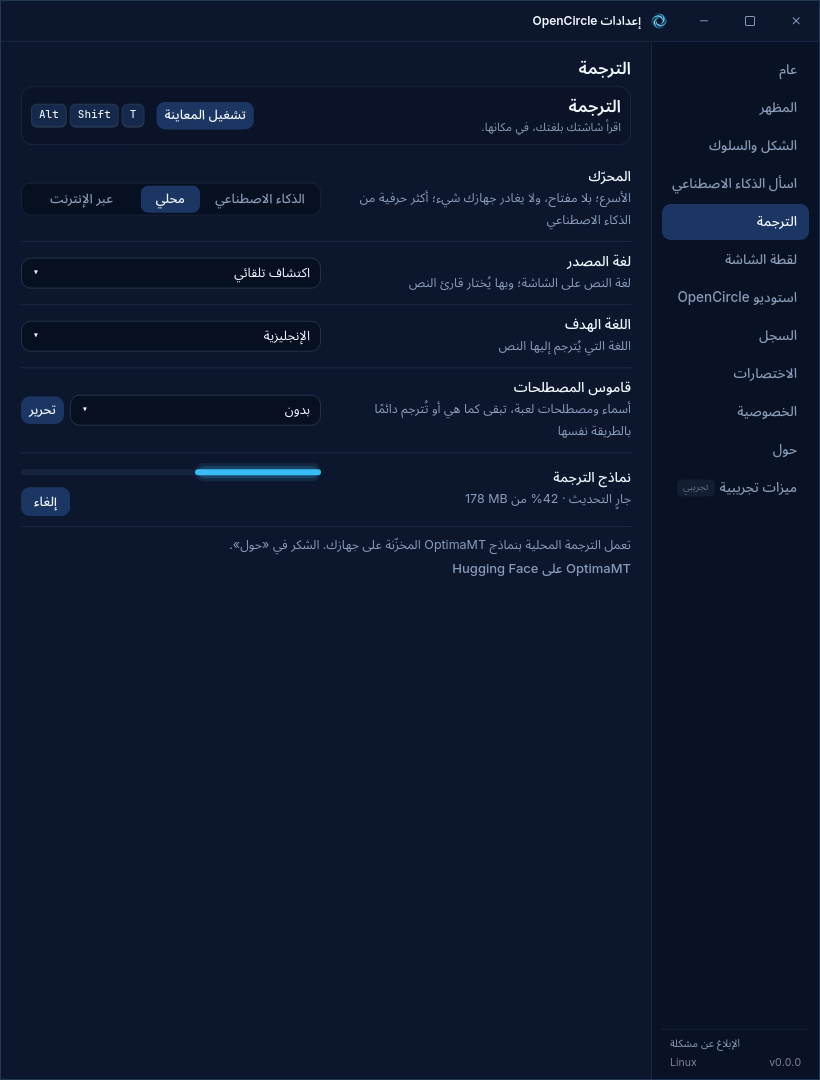 إعدادات OpenCircle
عام
المظهر
الشكل والسلوك
اسأل الذكاء الاصطناعي
الترجمة
لقطة الشاشة
استوديو OpenCircle
السجل
الاختصارات
الخصوصية
حول
ميزات تجريبية تجريبي
الإبلاغ عن مشكلة
Linux v0.0.0
الترجمة
الترجمة
اقرأ شاشتك بلغتك، في مكانها.
تشغيل المعاينة
Alt Shift T
المحرّك
الأسرع؛ بلا مفتاح، ولا يغادر جهازك شيء؛ أكثر حرفية من
الذكاء الاصطناعي
الذكاء الاصطناعي محلي عبر الإنترنت
لغة المصدر
لغة النص على الشاشة؛ وبها يُختار قارئ النص
اكتشاف تلقائي
اللغة الهدف
اللغة التي يُترجم إليها النص
الإنجليزية
قاموس المصطلحات
أسماء ومصطلحات لعبة، تبقى كما هي أو تُترجم دائمًا
بالطريقة نفسها
بدون
تحرير
نماذج الترجمة
جارٍ التحديث · 42% من 178 MB
إلغاء
تعمل الترجمة المحلية بنماذج OptimaMT المخزّنة على جهازك. الشكر في «حول».
OptimaMT على Hugging Face